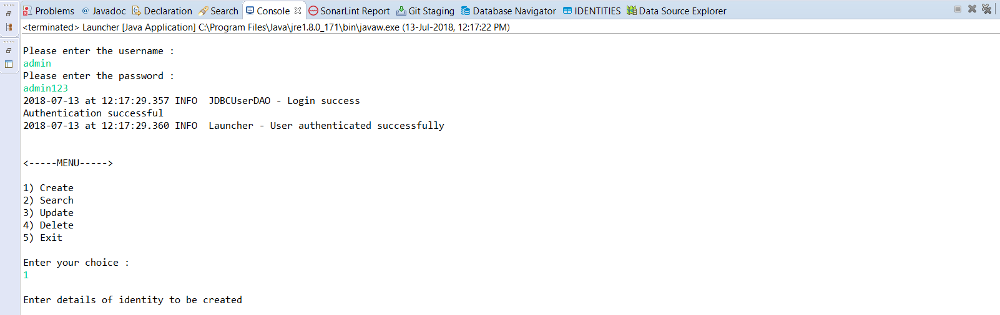 Problems @ Javadoc Declaration Search Console SonarLint Report Git Staging Database Navigator IDENTITIES Data Source Explorer
<terminated> Launcher [Java Application] C:\Program Files\Java\jre1.8.0_171\bin\javaw.exe (13-Jul-2018, 12:17:22 PM)
Please enter the username :
admin
Please enter the password :
admin123
2018-07-13 at 12:17:29.357 INFO  JDBCUserDAO - Login success
Authentication successful
2018-07-13 at 12:17:29.360 INFO  Launcher - User authenticated successfully
<-----MENU----->
1) Create
2) Search
3) Update
4) Delete
5) Exit
Enter your choice :
1
Enter details of identity to be created